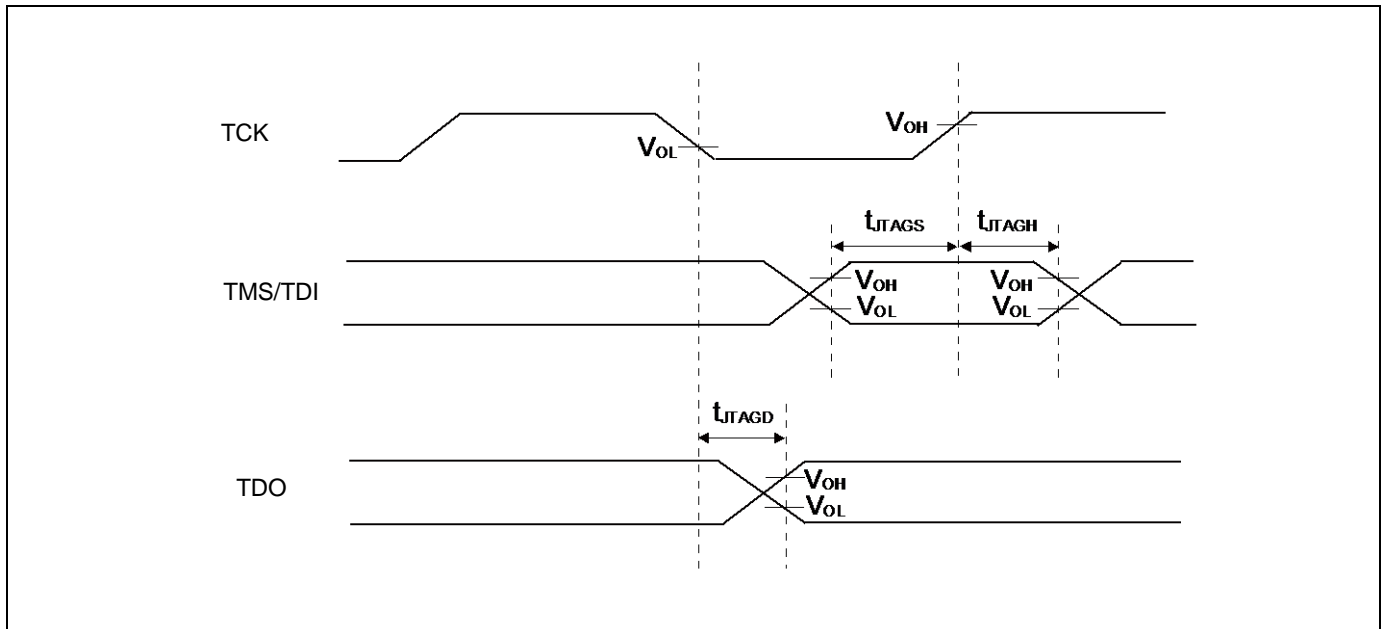 TCK
VOL
VOH
tJTAGS
tJTAGH
TMS/TDI
VOH
VOL
VOH
VOL
tJTAGD
TDO
VOH
VOL